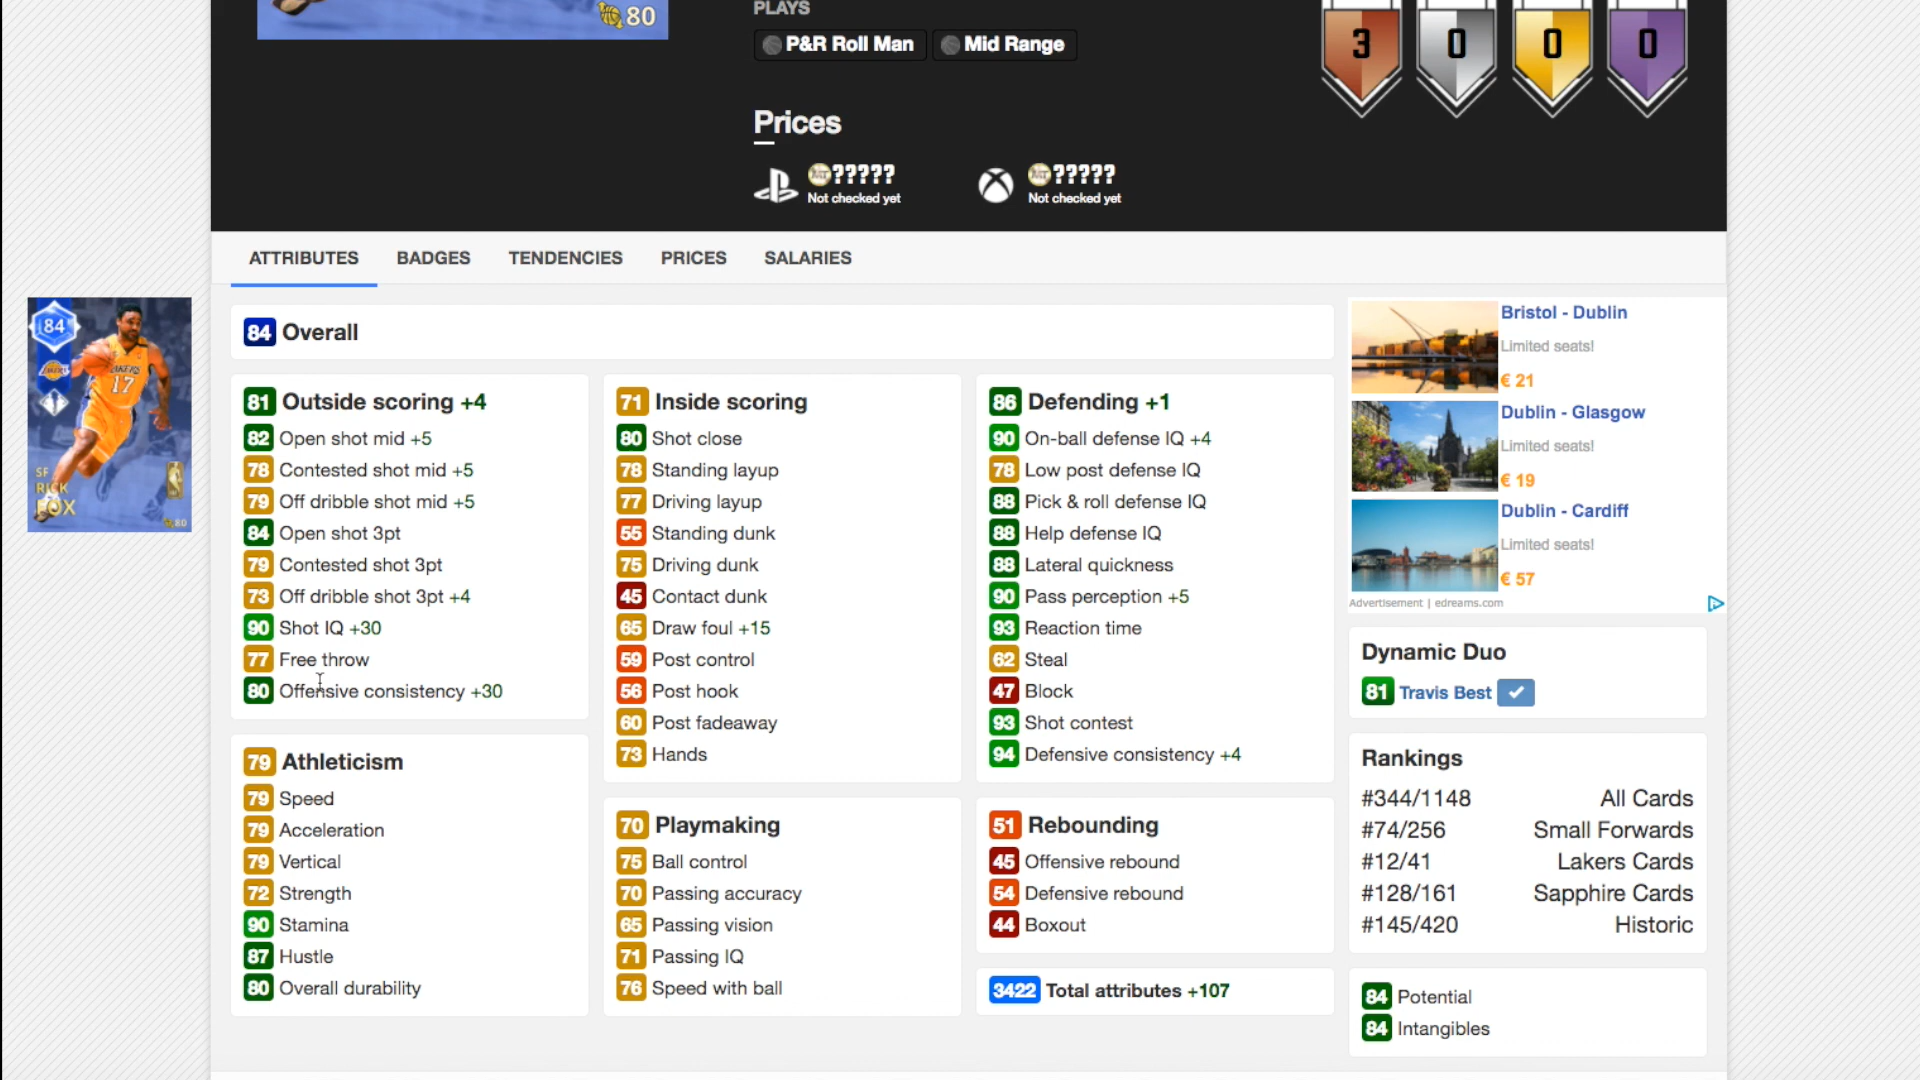 80
PLAYS
P&R Roll Man
Mid Range
3
0
0
0
Prices
MT ?????
Not checked yet
MT ?????
Not checked yet
ATTRIBUTES
BADGES
TENDENCIES
PRICES
SALARIES
84
LAKERS
17
SF
RICK
FOX
80
84 Overall
81 Outside scoring +4
82 Open shot mid +5
78 Contested shot mid +5
79 Off dribble shot mid +5
84 Open shot 3pt
79 Contested shot 3pt
73 Off dribble shot 3pt +4
90 Shot IQ +30
77 Free throw
80 Offensive consistency +30
79 Athleticism
79 Speed
79 Acceleration
79 Vertical
72 Strength
90 Stamina
87 Hustle
80 Overall durability
71 Inside scoring
80 Shot close
78 Standing layup
77 Driving layup
55 Standing dunk
75 Driving dunk
45 Contact dunk
65 Draw foul +15
59 Post control
56 Post hook
60 Post fadeaway
73 Hands
70 Playmaking
75 Ball control
70 Passing accuracy
65 Passing vision
71 Passing IQ
76 Speed with ball
86 Defending +1
90 On-ball defense IQ +4
78 Low post defense IQ
88 Pick & roll defense IQ
88 Help defense IQ
88 Lateral quickness
90 Pass perception +5
93 Reaction time
62 Steal
47 Block
93 Shot contest
94 Defensive consistency +4
51 Rebounding
45 Offensive rebound
54 Defensive rebound
44 Boxout
3422 Total attributes +107
Bristol - Dublin
Limited seats!
€ 21
Dublin - Glasgow
Limited seats!
€ 19
Dublin - Cardiff
Limited seats!
€ 57
Advertisement | edreams.com
Dynamic Duo
81 Travis Best
Rankings
#344/1148 All Cards
#74/256 Small Forwards
#12/41 Lakers Cards
#128/161 Sapphire Cards
#145/420 Historic
84 Potential
84 Intangibles